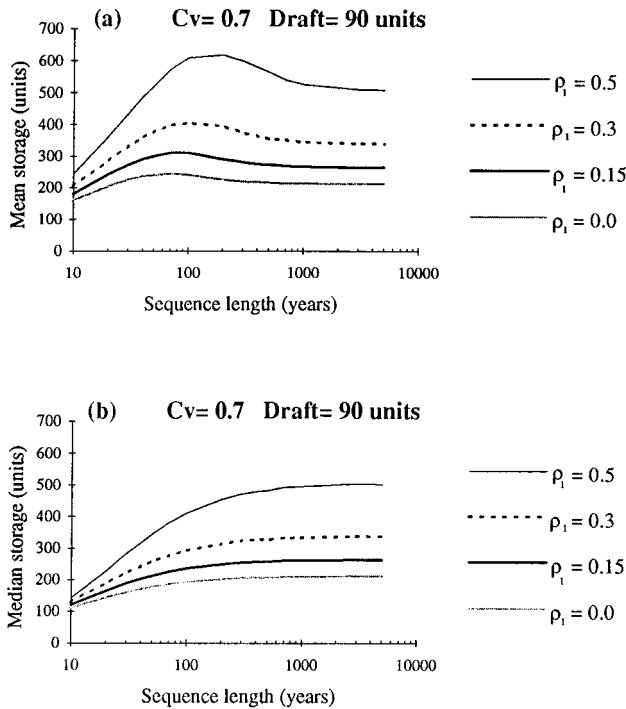 (a) Cv= 0.7 Draft= 90 units
Mean storage (units)
700
600
500
400
300
200
100
0
10
100
1000
10000
Sequence length (years)
ρ₁ = 0.5
ρ₁ = 0.3
ρ₁ = 0.15
ρ₁ = 0.0
(b) Cv= 0.7 Draft= 90 units
Median storage (units)
700
600
500
400
300
200
100
0
10
100
1000
10000
Sequence length (years)
ρ₁ = 0.5
ρ₁ = 0.3
ρ₁ = 0.15
ρ₁ = 0.0